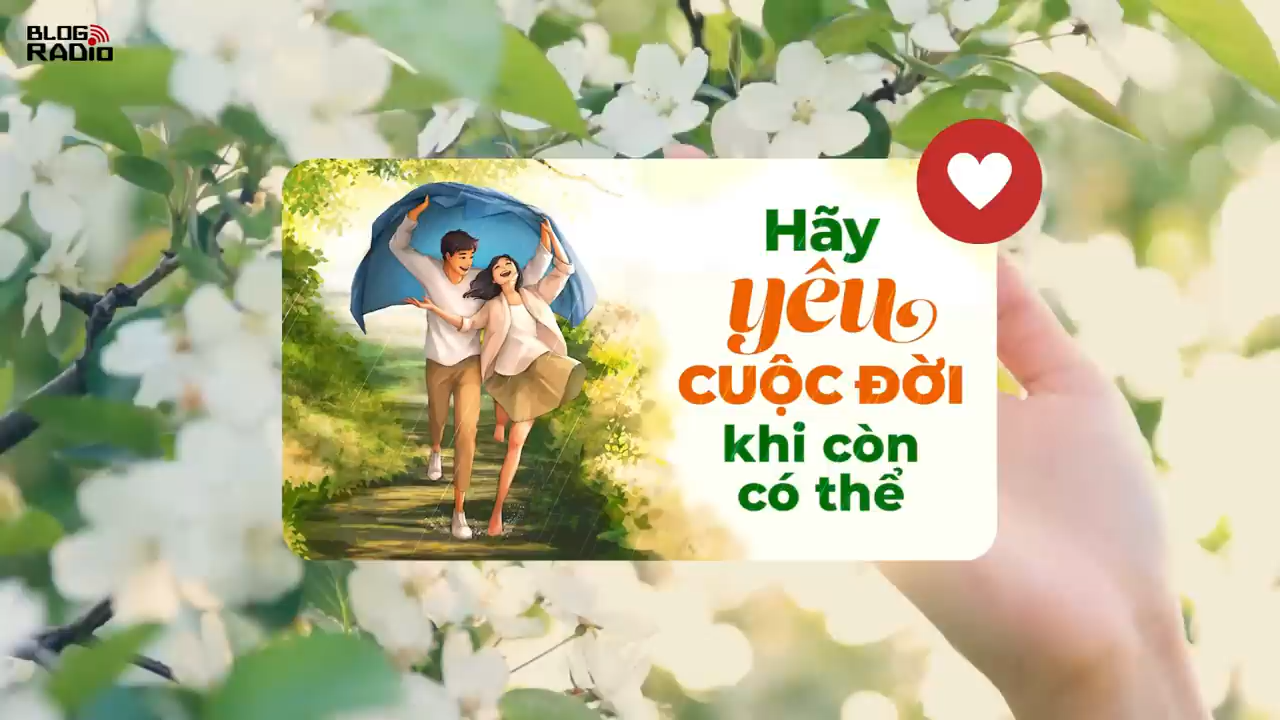 BLOG
RADIO
Hãy
yêu
CUỘC ĐỜI
khi còn
có thể